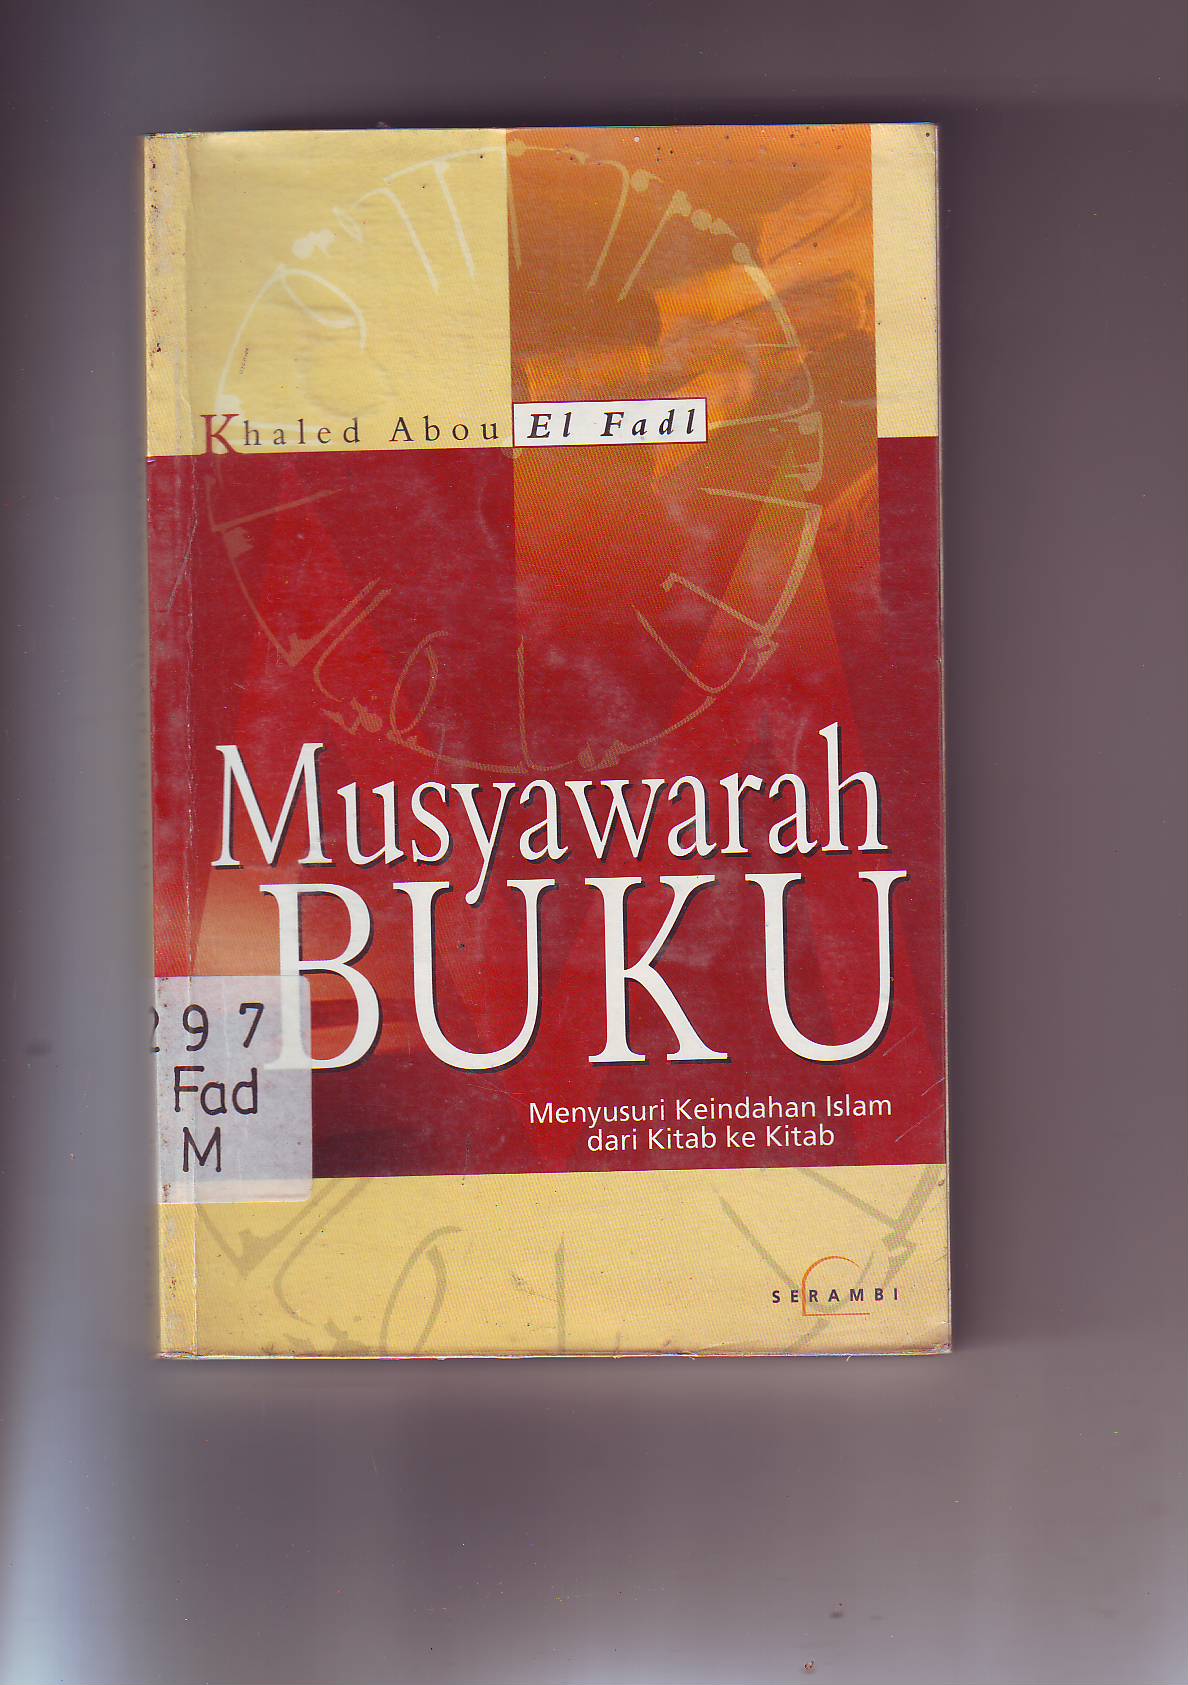 Khaled Abou El Fadl
Musyawarah
BUKU
297
Fad
M
Menyusuri Keindahan Islam
dari Kitab ke Kitab
SERAMBI